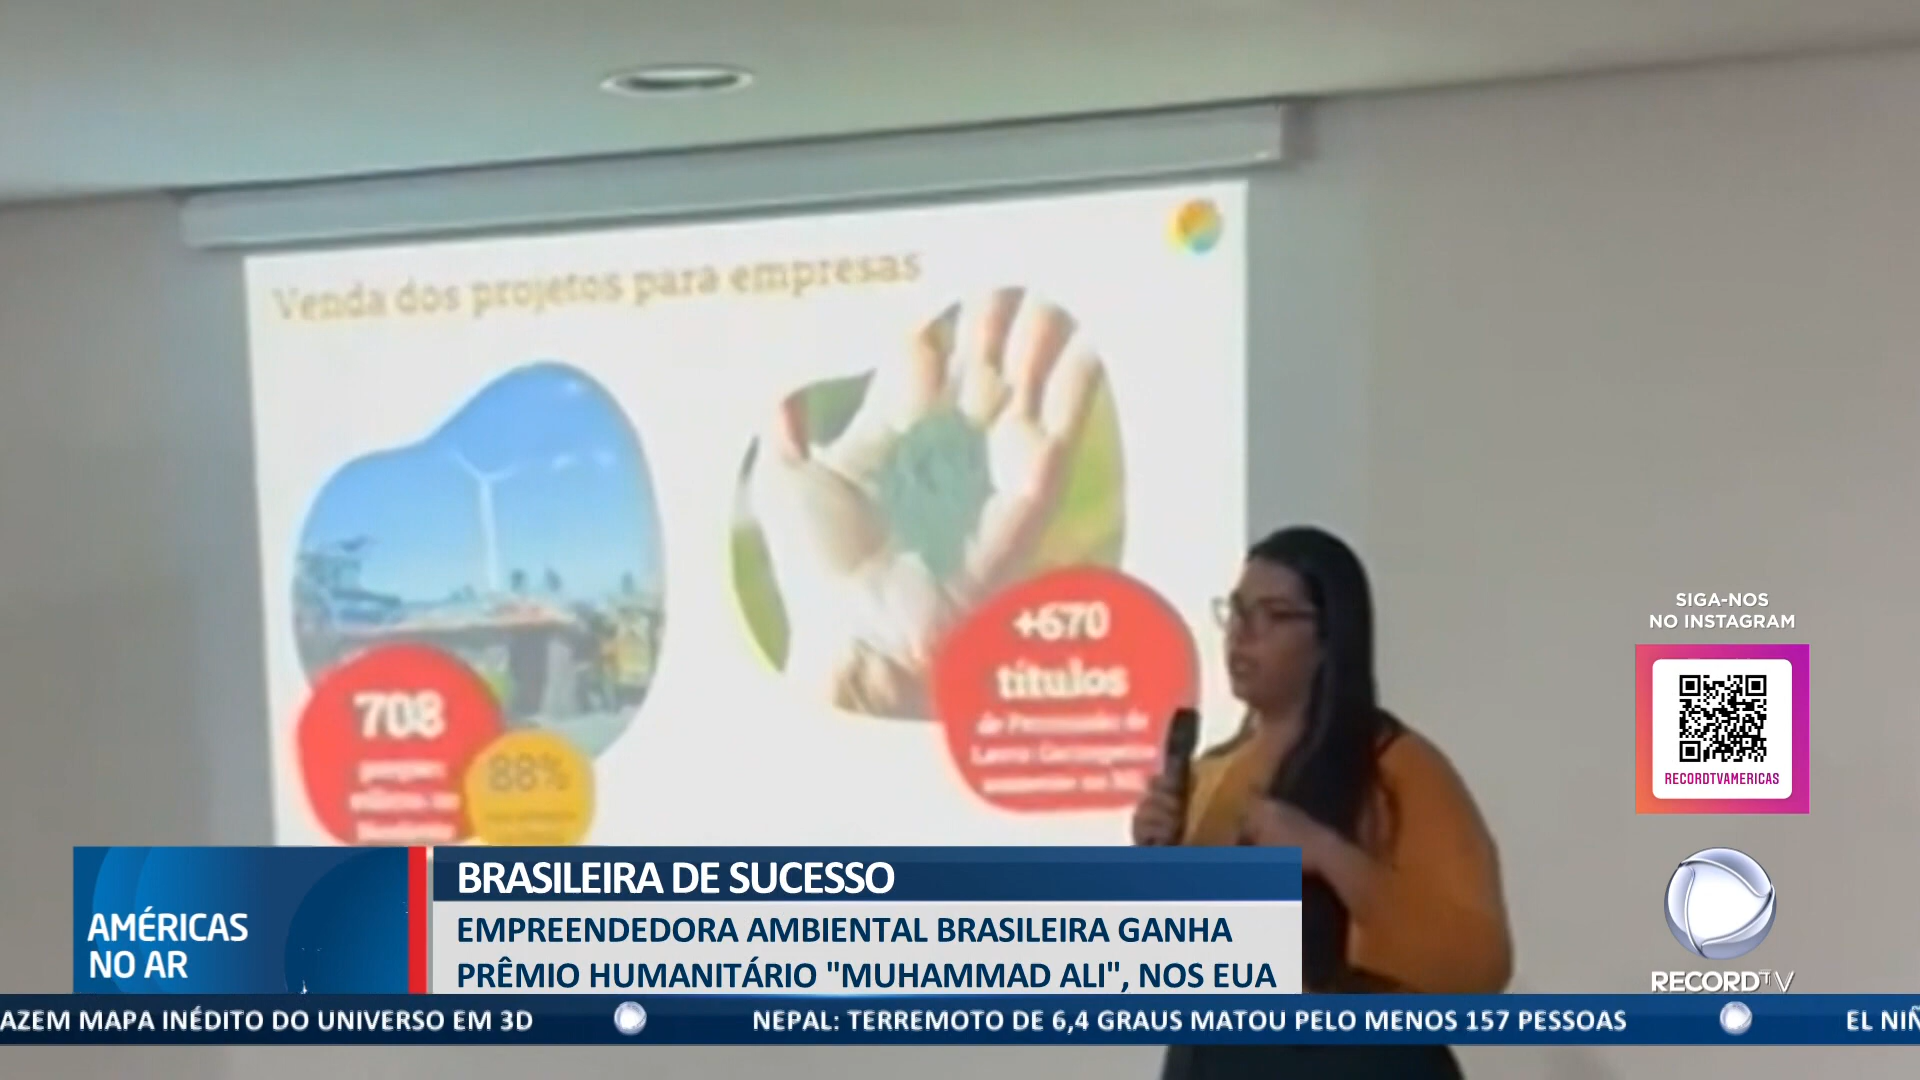 Venda dos projetos para empresas
708
88%
+670
títulos
SIGA-NOS
NO INSTAGRAM
RECORDTVAMERICAS
BRASILEIRA DE SUCESSO
AMÉRICAS
NO AR
EMPREENDEDORA AMBIENTAL BRASILEIRA GANHA
PRÊMIO HUMANITÁRIO "MUHAMMAD ALI", NOS EUA
RECORDTV
AZEM MAPA INÉDITO DO UNIVERSO EM 3D NEPAL: TERREMOTO DE 6,4 GRAUS MATOU PELO MENOS 157 PESSOAS EL NIÑ